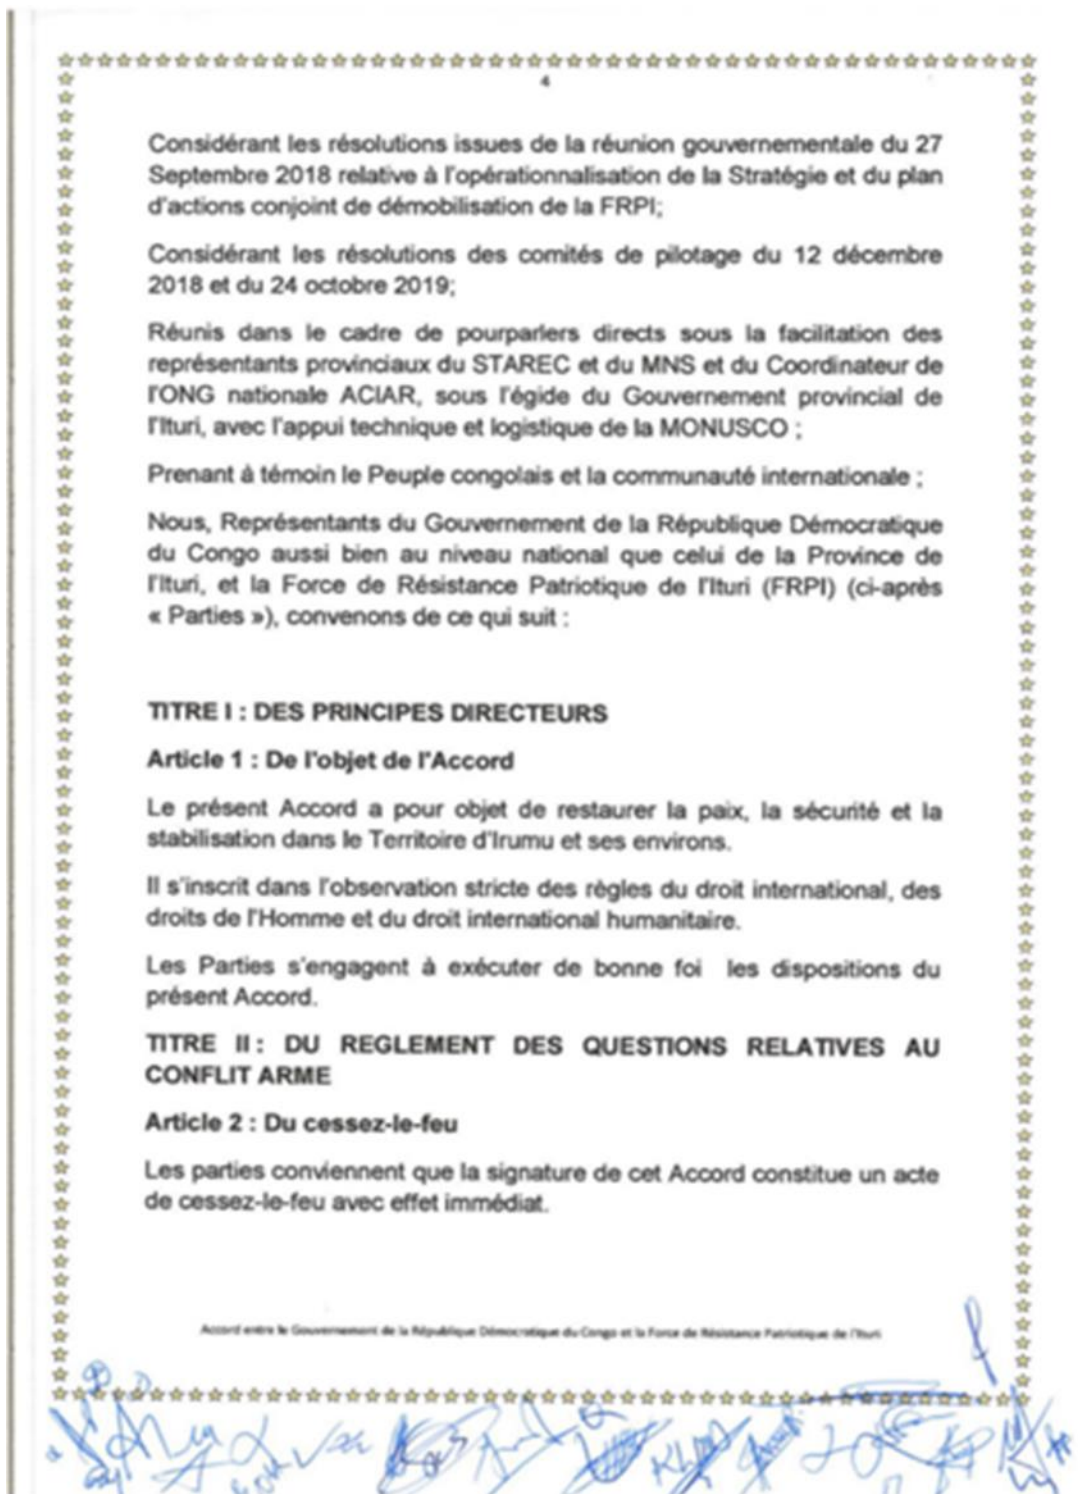 4
Considérant les résolutions issues de la réunion gouvernementale du 27
Septembre 2018 relative à l'opérationnalisation de la Stratégie et du plan
d'actions conjoint de démobilisation de la FRPI;
Considérant les résolutions des comités de pilotage du 12 décembre
2018 et du 24 octobre 2019;
Réunis dans le cadre de pourparlers directs sous la facilitation des
représentants provinciaux du STAREC et du MNS et du Coordinateur de
l'ONG nationale ACIAR, sous l'égide du Gouvernement provincial de
l'Ituri, avec l'appui technique et logistique de la MONUSCO ;
Prenant à témoin le Peuple congolais et la communauté internationale ;
Nous, Représentants du Gouvernement de la République Démocratique
du Congo aussi bien au niveau national que celui de la Province de
l'Ituri, et la Force de Résistance Patriotique de l'Ituri (FRPI) (ci-après
« Parties »), convenons de ce qui suit :
TITRE I : DES PRINCIPES DIRECTEURS
Article 1 : De l'objet de l'Accord
Le présent Accord a pour objet de restaurer la paix, la sécurité et la
stabilisation dans le Territoire d'Irumu et ses environs.
Il s'inscrit dans l'observation stricte des règles du droit international, des
droits de l'Homme et du droit international humanitaire.
Les Parties s'engagent à exécuter de bonne foi les dispositions du
présent Accord.
TITRE II : DU REGLEMENT DES QUESTIONS RELATIVES AU
CONFLIT ARME
Article 2 : Du cessez-le-feu
Les parties conviennent que la signature de cet Accord constitue un acte
de cessez-le-feu avec effet immédiat.
Accord entre le Gouvernement de la République Démocratique du Congo et la Force de Résistance Patriotique de l'Ituri